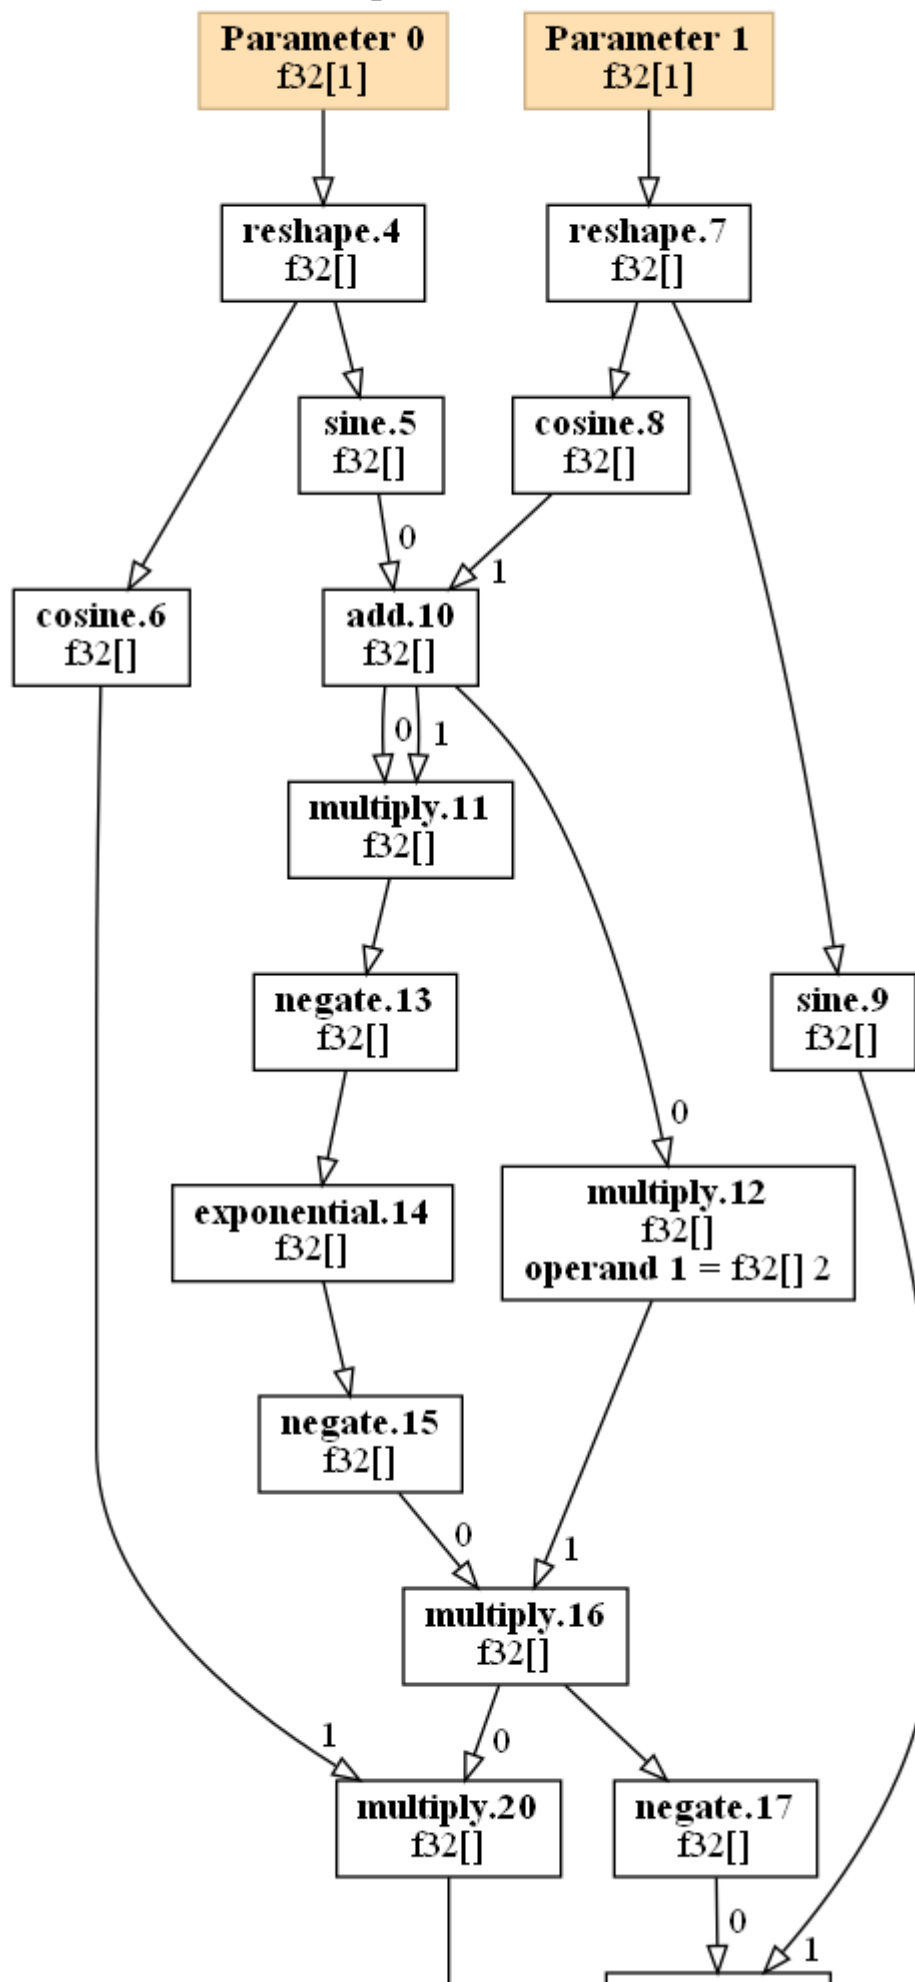 Parameter 0
f32[1]
Parameter 1
f32[1]
reshape.4
f32[]
reshape.7
f32[]
sine.5
f32[]
cosine.8
f32[]
0
1
cosine.6
f32[]
add.10
f32[]
0
1
multiply.11
f32[]
negate.13
f32[]
sine.9
f32[]
0
exponential.14
f32[]
multiply.12
f32[]
operand 1 = f32[] 2
negate.15
f32[]
0
1
multiply.16
f32[]
1
0
multiply.20
f32[]
negate.17
f32[]
0
1